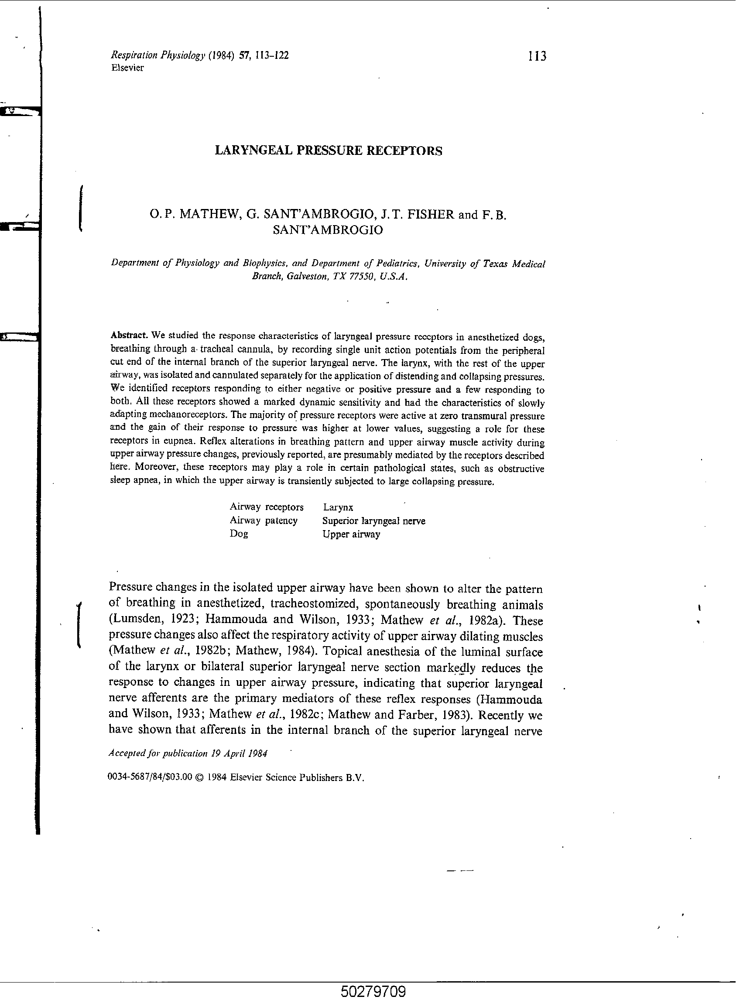 Respiration Physiology (1984) 57, 113–122
113
Elsevier
LARYNGEAL PRESSURE RECEPTORS
O. P. MATHEW, G. SANT'AMBROGIO, J. T. FISHER and F. B.
SANT'AMBROGIO
Department of Physiology and Biophysics, and Department of Pediatrics, University of Texas Medical
Branch, Galveston, TX 77550, U.S.A.
Abstract. We studied the response characteristics of laryngeal pressure receptors in anesthetized dogs,
breathing through a tracheal cannula, by recording single unit action potentials from the peripheral
cut end of the internal branch of the superior laryngeal nerve. The larynx, with the rest of the upper
airway, was isolated and cannulated separately for the application of distending and collapsing pressures.
We identified receptors responding to either negative or positive pressure and a few responding to
both. All these receptors showed a marked dynamic sensitivity and had the characteristics of slowly
adapting mechanoreceptors. The majority of pressure receptors were active at zero transmural pressure
and the gain of their response to pressure was higher at lower values, suggesting a role for these
receptors in eupnea. Reflex alterations in breathing pattern and upper airway muscle activity during
upper airway pressure changes, previously reported, are presumably mediated by the receptors described
here. Moreover, these receptors may play a role in certain pathological states, such as obstructive
sleep apnea, in which the upper airway is transiently subjected to large collapsing pressure.
Airway receptors Larynx
Airway patency Superior laryngeal nerve
Dog Upper airway
Pressure changes in the isolated upper airway have been shown to alter the pattern
of breathing in anesthetized, tracheostomized, spontaneously breathing animals
(Lumsden, 1923; Hammouda and Wilson, 1933; Mathew et al., 1982a). These
pressure changes also affect the respiratory activity of upper airway dilating muscles
(Mathew et al., 1982b; Mathew, 1984). Topical anesthesia of the luminal surface
of the larynx or bilateral superior laryngeal nerve section markedly reduces the
response to changes in upper airway pressure, indicating that superior laryngeal
nerve afferents are the primary mediators of these reflex responses (Hammouda
and Wilson, 1933; Mathew et al., 1982c; Mathew and Farber, 1983). Recently we
have shown that afferents in the internal branch of the superior laryngeal nerve
Accepted for publication 19 April 1984
0034-5687/84/$03.00 © 1984 Elsevier Science Publishers B.V.
50279709